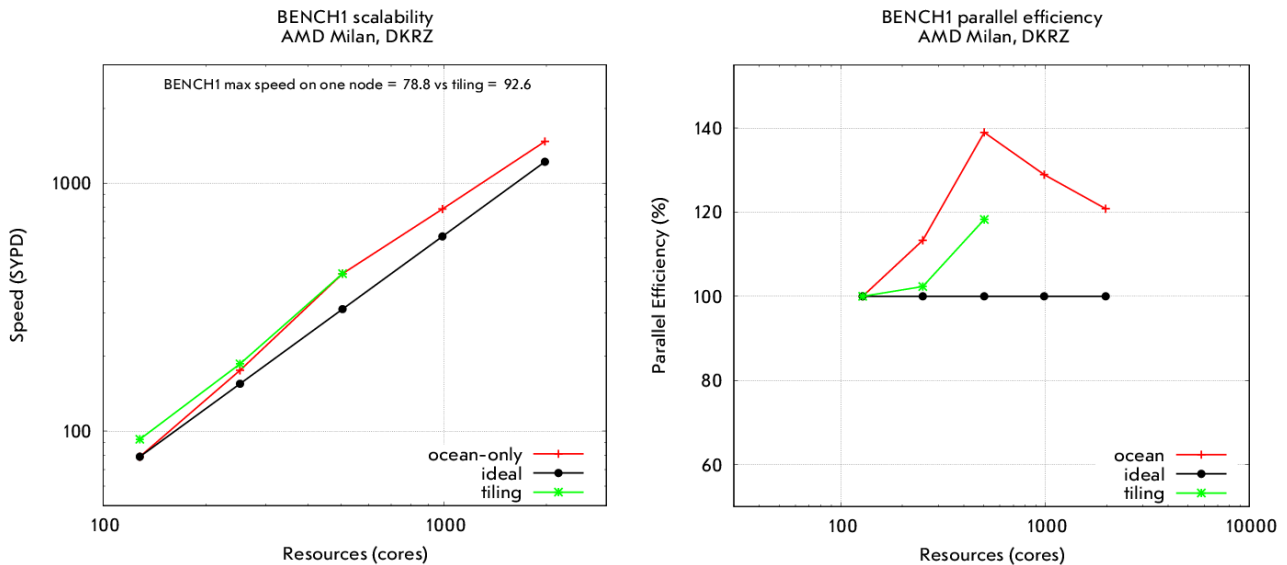 BENCH1 scalability
AMD Milan, DKRZ
BENCH1 max speed on one node = 78.8 vs tiling = 92.6
1000
100
Speed (SYPD)
ocean-only
ideal
tiling
100
1000
Resources (cores)
BENCH1 parallel efficiency
AMD Milan, DKRZ
140
120
100
80
60
Parallel Efficiency (%)
ocean
ideal
tiling
100
1000
10000
Resources (cores)